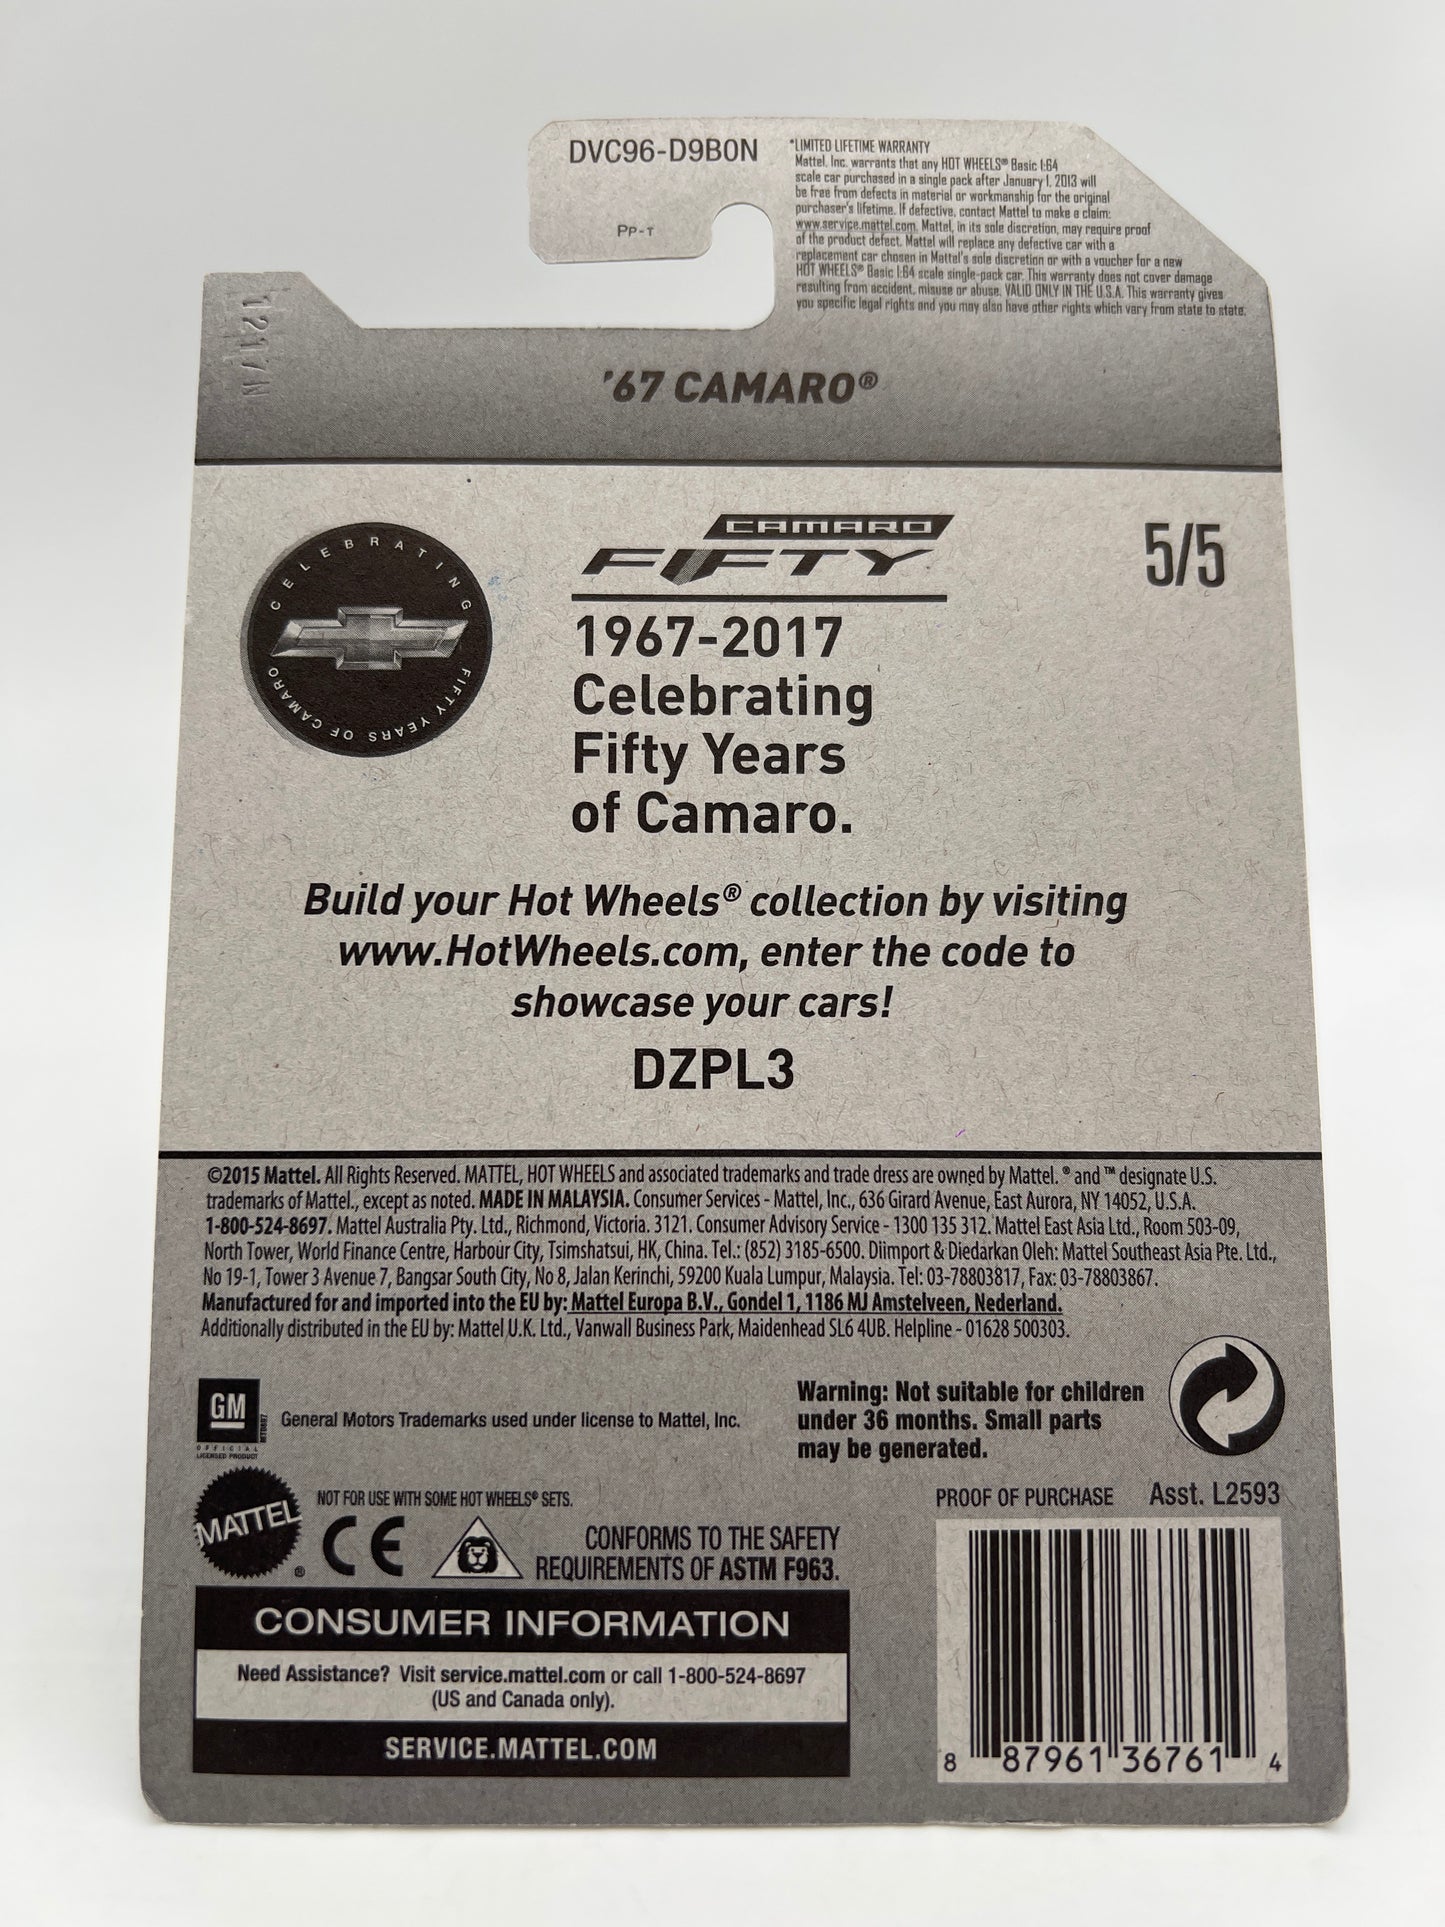 DVC96-D9B0N
Pp-T
*LIMITED LIFETIME WARRANTY
Mattel, Inc. warrants that any HOT WHEELS® Basic 1:64
scale car purchased in a single pack after January 1, 2013 will
be free from defects in material or workmanship for the original
purchaser's lifetime. If defective, contact Mattel to make a claim:
www.service.mattel.com. Mattel, in its sole discretion, may require proof
of the product defect. Mattel will replace any defective car with a
replacement car chosen in Mattel's sole discretion or with a voucher for a new
HOT WHEELS® Basic 1:64 scale single-pack car. This warranty does not cover damage
resulting from accident, misuse or abuse. VALID ONLY IN THE U.S.A. This warranty gives
you specific legal rights and you may also have other rights which vary from state to state.
'67 CAMARO®
CELEBRATING
FIFTY YEARS OF CAMARO
CAMARO
FIFTY
5/5
1967-2017
Celebrating
Fifty Years
of Camaro.
Build your Hot Wheels® collection by visiting
www.HotWheels.com, enter the code to
showcase your cars!
DZPL3
©2015 Mattel. All Rights Reserved. MATTEL, HOT WHEELS and associated trademarks and trade dress are owned by Mattel. ® and ™ designate U.S.
trademarks of Mattel., except as noted. MADE IN MALAYSIA. Consumer Services - Mattel, Inc., 636 Girard Avenue, East Aurora, NY 14052, U.S.A.
1-800-524-8697. Mattel Australia Pty. Ltd., Richmond, Victoria. 3121. Consumer Advisory Service - 1300 135 312. Mattel East Asia Ltd., Room 503-09,
North Tower, World Finance Centre, Harbour City, Tsimshatsui, HK, China. Tel.: (852) 3185-6500. Diimport & Diedarkan Oleh: Mattel Southeast Asia Pte. Ltd.,
No 19-1, Tower 3 Avenue 7, Bangsar South City, No 8, Jalan Kerinchi, 59200 Kuala Lumpur, Malaysia. Tel: 03-78803817, Fax: 03-78803867.
Manufactured for and imported into the EU by: Mattel Europa B.V., Gondel 1, 1186 MJ Amstelveen, Nederland.
Additionally distributed in the EU by: Mattel U.K. Ltd., Vanwall Business Park, Maidenhead SL6 4UB. Helpline - 01628 500303.
GM
OFFICIAL
LICENSED PRODUCT
General Motors Trademarks used under license to Mattel, Inc.
Warning: Not suitable for children
under 36 months. Small parts
may be generated.
MATTEL®
NOT FOR USE WITH SOME HOT WHEELS® SETS.
CE
CONFORMS TO THE SAFETY
REQUIREMENTS OF ASTM F963.
PROOF OF PURCHASE Asst. L2593
CONSUMER INFORMATION
Need Assistance? Visit service.mattel.com or call 1-800-524-8697
(US and Canada only).
SERVICE.MATTEL.COM
8 87961 36761 4